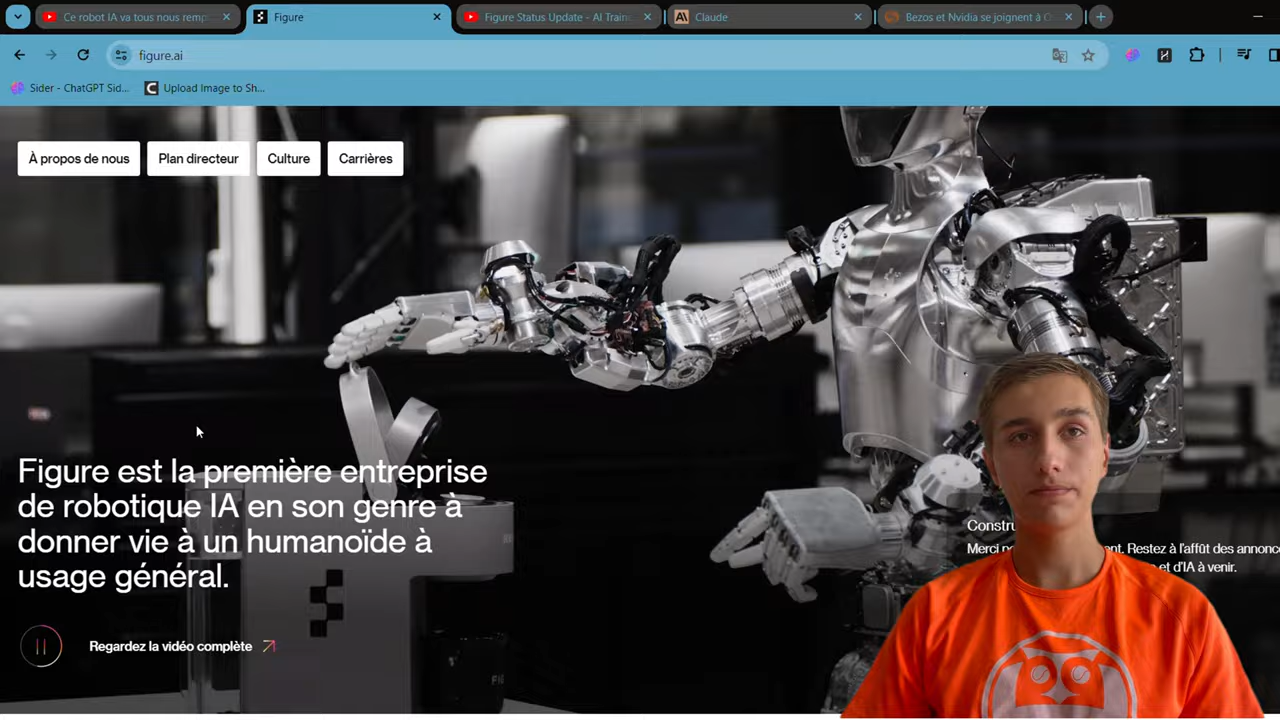 Ce robot IA va tous nous remp
Figure
Figure Status Update - AI Train
Claude
Bezos et Nvidia se joignent à O
figure.ai
Sider - ChatGPT Sid...
Upload Image to Sh...
À propos de nous
Plan directeur
Culture
Carrières
Figure est la première entreprise
de robotique IA en son genre à
donner vie à un humanoïde à
usage général.
Constru
Merci p ent. Restez à l'affût des annonce
e et d'IA à venir.
Regardez la vidéo complète